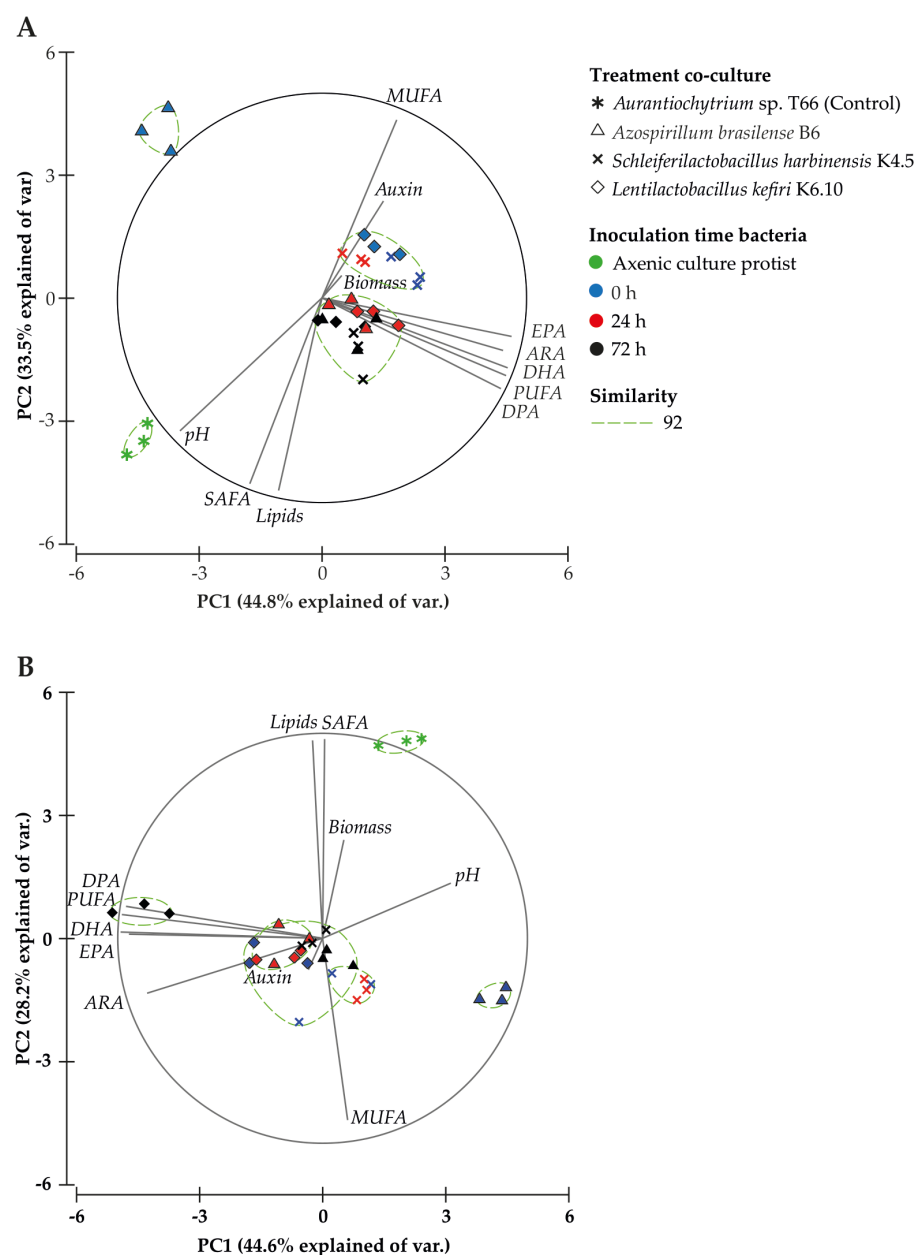 A
6
3
0
-3
-6
PC2 (33.5% explained of var)
MUFA
Auxin
Biomass
EPA
ARA
DHA
PUFA
DPA
pH
SAFA
Lipids
-6 -3 0 3 6
PC1 (44.8% explained of var.)
Treatment co-culture
Aurantiochytrium sp. T66 (Control)
Azospirillum brasilense B6
Schleiferilactobacillus harbinensis K4.5
Lentilactobacillus kefiri K6.10
Inoculation time bacteria
Axenic culture protist
0 h
24 h
72 h
Similarity
92
B
6
3
0
-3
-6
PC2 (28.2% explained of var.)
Lipids SAFA
Biomass
pH
DPA
PUFA
DHA
EPA
Auxin
ARA
MUFA
-6 -3 0 3 6
PC1 (44.6% explained of var.)